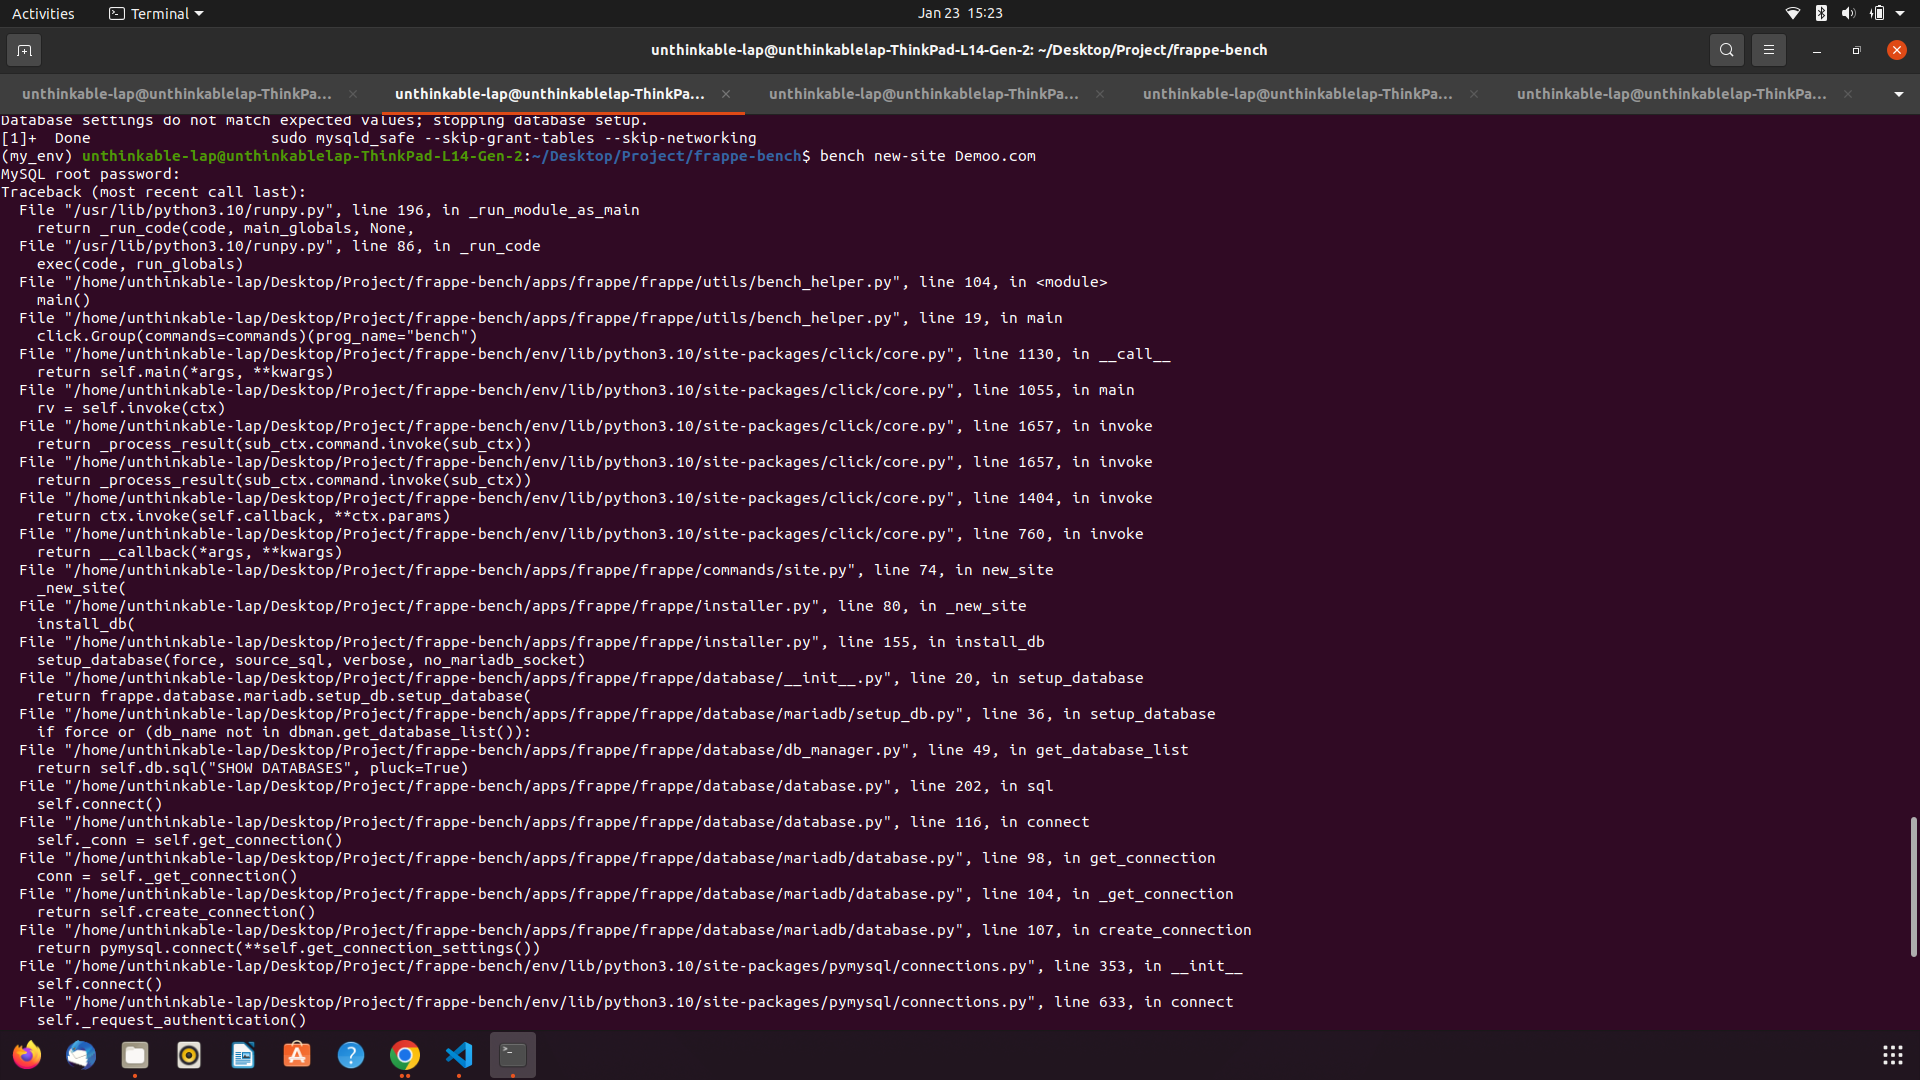 Activities
Terminal
Jan 23 15:23
unthinkable-lap@unthinkablelap-ThinkPad-L14-Gen-2: ~/Desktop/Project/frappe-bench
unthinkable-lap@unthinkablelap-ThinkPa...
unthinkable-lap@unthinkablelap-ThinkPa...
unthinkable-lap@unthinkablelap-ThinkPa...
unthinkable-lap@unthinkablelap-ThinkPa...
unthinkable-lap@unthinkablelap-ThinkPa...
Database settings do not match expected values; stopping database setup.
[1]+  Done                    sudo mysqld_safe --skip-grant-tables --skip-networking
(my_env) unthinkable-lap@unthinkablelap-ThinkPad-L14-Gen-2:~/Desktop/Project/frappe-bench$ bench new-site Demoo.com
MySQL root password:
Traceback (most recent call last):
  File "/usr/lib/python3.10/runpy.py", line 196, in _run_module_as_main
    return _run_code(code, main_globals, None,
  File "/usr/lib/python3.10/runpy.py", line 86, in _run_code
    exec(code, run_globals)
  File "/home/unthinkable-lap/Desktop/Project/frappe-bench/apps/frappe/frappe/utils/bench_helper.py", line 104, in <module>
    main()
  File "/home/unthinkable-lap/Desktop/Project/frappe-bench/apps/frappe/frappe/utils/bench_helper.py", line 19, in main
    click.Group(commands=commands)(prog_name="bench")
  File "/home/unthinkable-lap/Desktop/Project/frappe-bench/env/lib/python3.10/site-packages/click/core.py", line 1130, in __call__
    return self.main(*args, **kwargs)
  File "/home/unthinkable-lap/Desktop/Project/frappe-bench/env/lib/python3.10/site-packages/click/core.py", line 1055, in main
    rv = self.invoke(ctx)
  File "/home/unthinkable-lap/Desktop/Project/frappe-bench/env/lib/python3.10/site-packages/click/core.py", line 1657, in invoke
    return _process_result(sub_ctx.command.invoke(sub_ctx))
  File "/home/unthinkable-lap/Desktop/Project/frappe-bench/env/lib/python3.10/site-packages/click/core.py", line 1657, in invoke
    return _process_result(sub_ctx.command.invoke(sub_ctx))
  File "/home/unthinkable-lap/Desktop/Project/frappe-bench/env/lib/python3.10/site-packages/click/core.py", line 1404, in invoke
    return ctx.invoke(self.callback, **ctx.params)
  File "/home/unthinkable-lap/Desktop/Project/frappe-bench/env/lib/python3.10/site-packages/click/core.py", line 760, in invoke
    return __callback(*args, **kwargs)
  File "/home/unthinkable-lap/Desktop/Project/frappe-bench/apps/frappe/frappe/commands/site.py", line 74, in new_site
    _new_site(
  File "/home/unthinkable-lap/Desktop/Project/frappe-bench/apps/frappe/frappe/installer.py", line 80, in _new_site
    install_db(
  File "/home/unthinkable-lap/Desktop/Project/frappe-bench/apps/frappe/frappe/installer.py", line 155, in install_db
    setup_database(force, source_sql, verbose, no_mariadb_socket)
  File "/home/unthinkable-lap/Desktop/Project/frappe-bench/apps/frappe/frappe/database/__init__.py", line 20, in setup_database
    return frappe.database.mariadb.setup_db.setup_database(
  File "/home/unthinkable-lap/Desktop/Project/frappe-bench/apps/frappe/frappe/database/mariadb/setup_db.py", line 36, in setup_database
    if force or (db_name not in dbman.get_database_list()):
  File "/home/unthinkable-lap/Desktop/Project/frappe-bench/apps/frappe/frappe/database/db_manager.py", line 49, in get_database_list
    return self.db.sql("SHOW DATABASES", pluck=True)
  File "/home/unthinkable-lap/Desktop/Project/frappe-bench/apps/frappe/frappe/database/database.py", line 202, in sql
    self.connect()
  File "/home/unthinkable-lap/Desktop/Project/frappe-bench/apps/frappe/frappe/database/database.py", line 116, in connect
    self._conn = self.get_connection()
  File "/home/unthinkable-lap/Desktop/Project/frappe-bench/apps/frappe/frappe/database/mariadb/database.py", line 98, in get_connection
    conn = self._get_connection()
  File "/home/unthinkable-lap/Desktop/Project/frappe-bench/apps/frappe/frappe/database/mariadb/database.py", line 104, in _get_connection
    return self.create_connection()
  File "/home/unthinkable-lap/Desktop/Project/frappe-bench/apps/frappe/frappe/database/mariadb/database.py", line 107, in create_connection
    return pymysql.connect(**self.get_connection_settings())
  File "/home/unthinkable-lap/Desktop/Project/frappe-bench/env/lib/python3.10/site-packages/pymysql/connections.py", line 353, in __init__
    self.connect()
  File "/home/unthinkable-lap/Desktop/Project/frappe-bench/env/lib/python3.10/site-packages/pymysql/connections.py", line 633, in connect
    self._request_authentication()